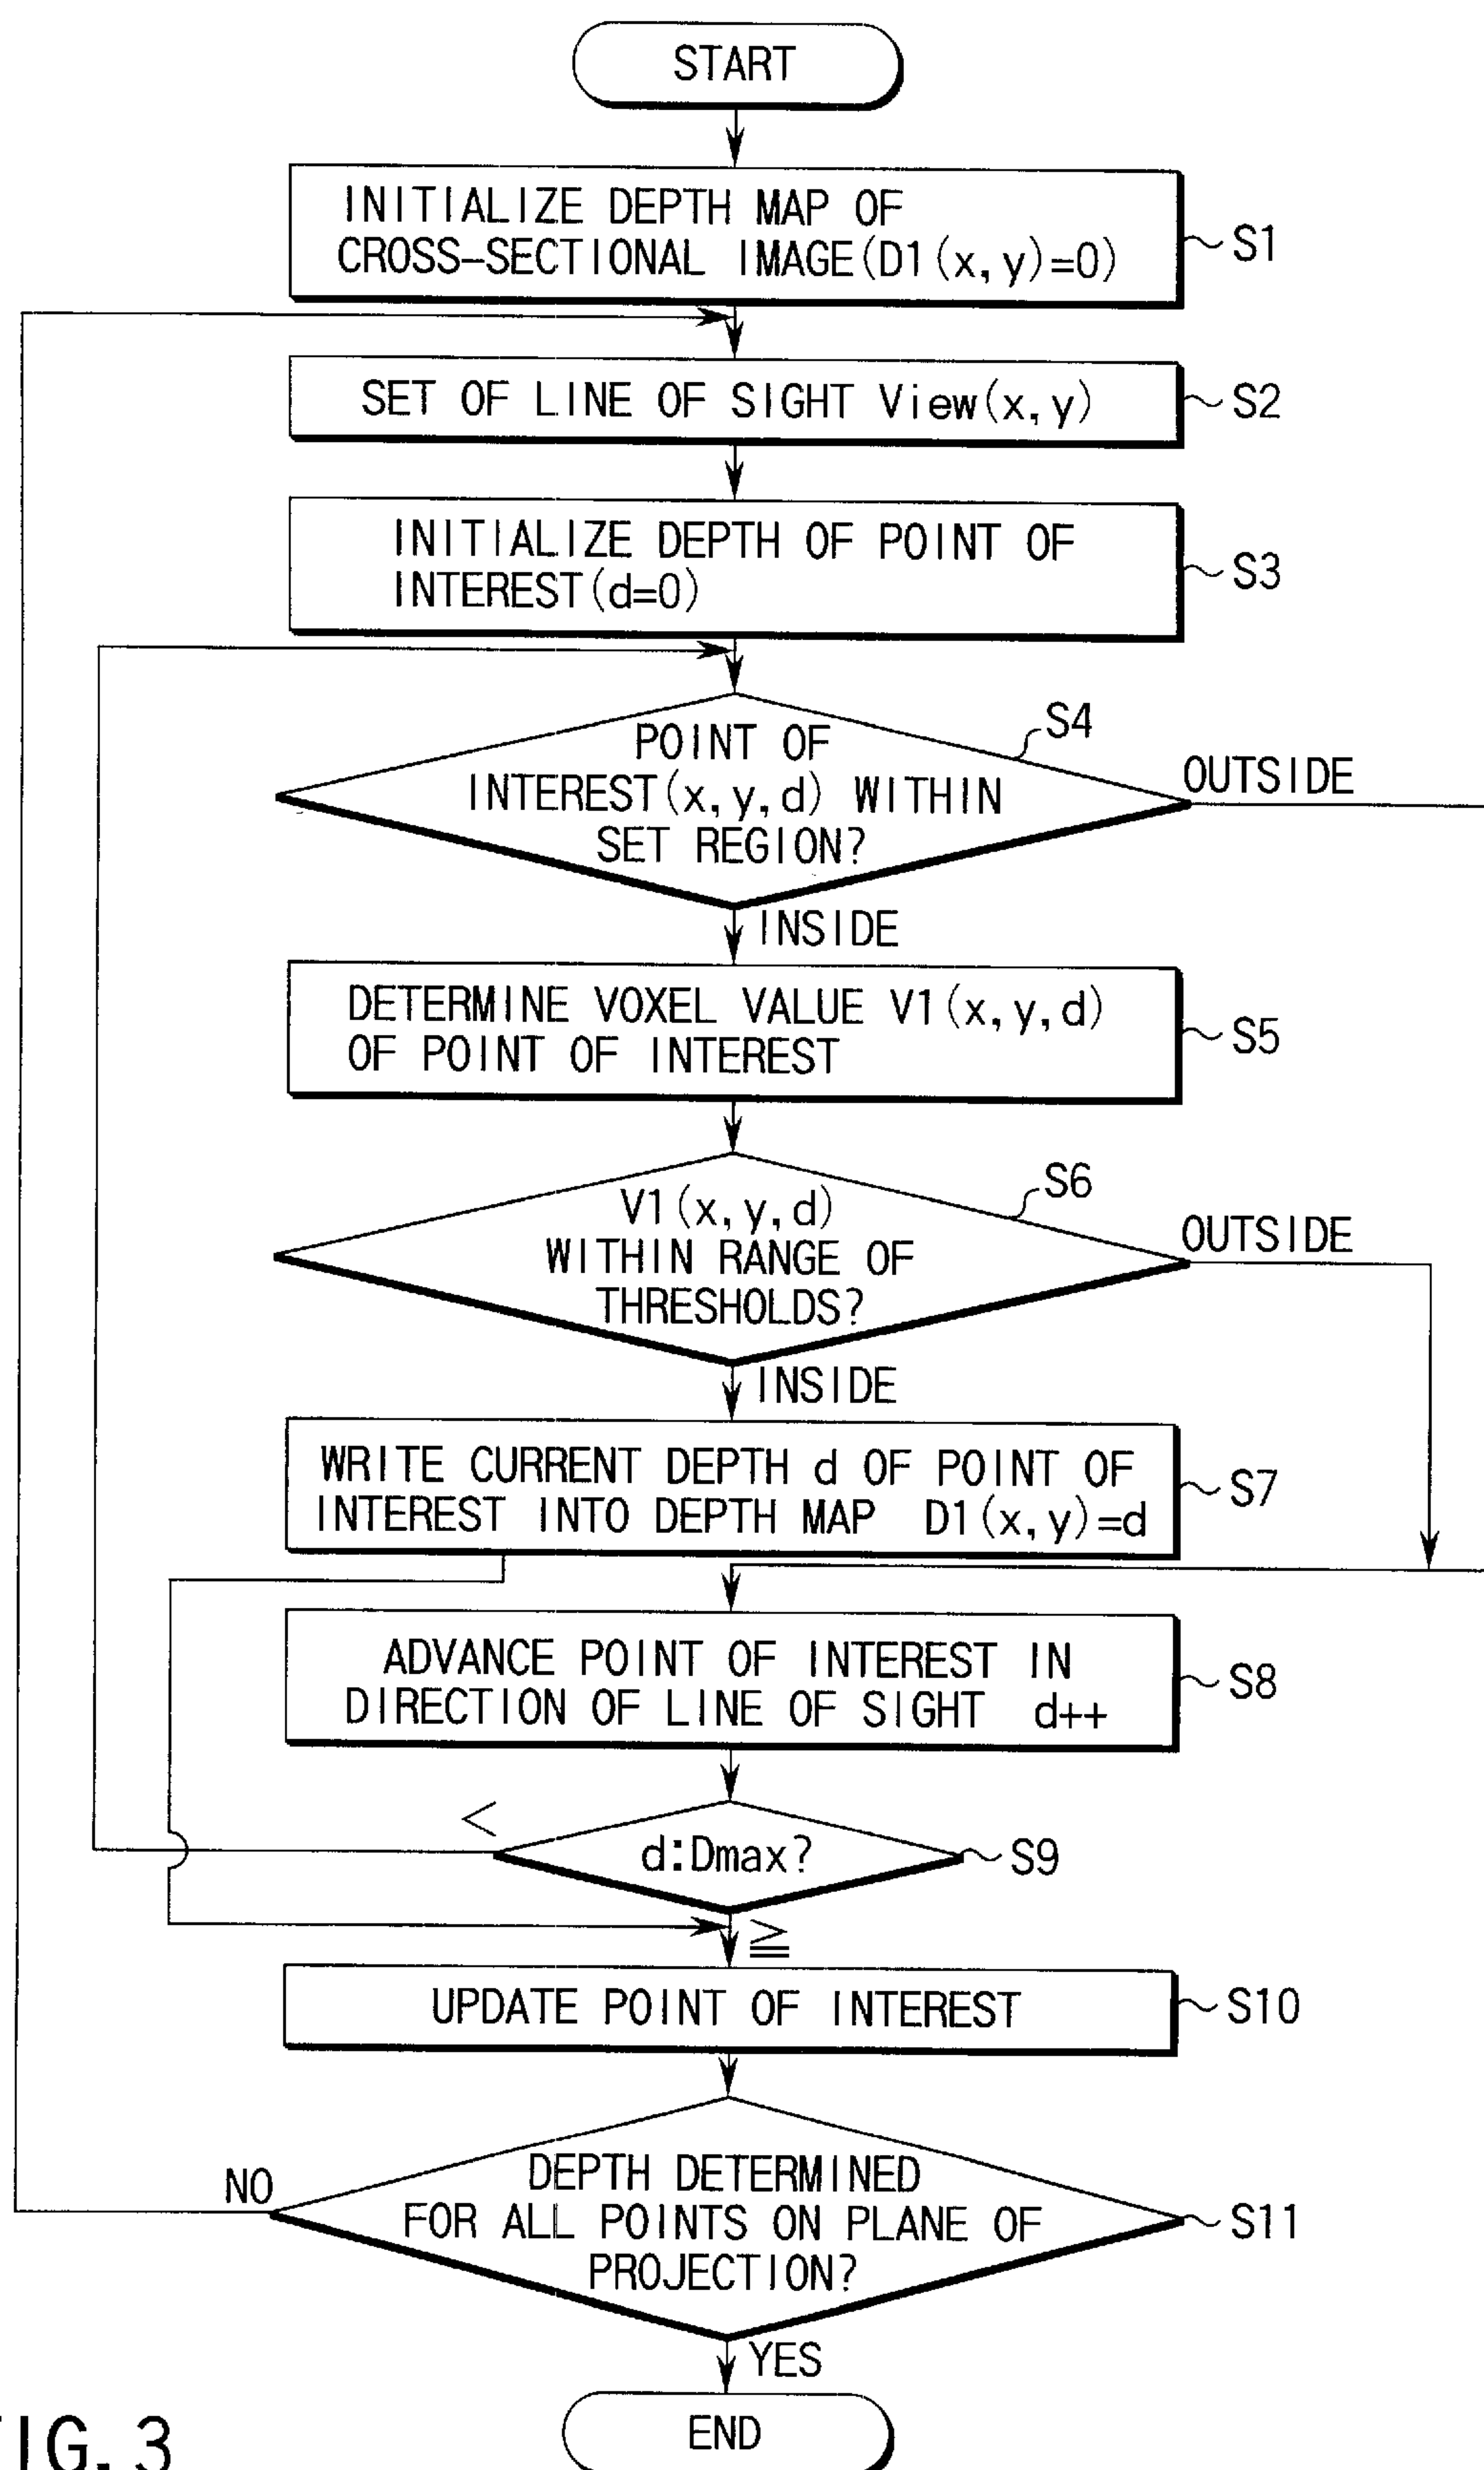 START
INITIALIZE DEPTH MAP OF
CROSS-SECTIONAL IMAGE(D1(x,y)=0)
S1
SET OF LINE OF SIGHT View(x,y)
S2
INITIALIZE DEPTH OF POINT OF
INTEREST(d=0)
S3
S4
POINT OF
INTEREST(x,y,d) WITHIN
SET REGION?
OUTSIDE
INSIDE
DETERMINE VOXEL VALUE V1(x,y,d)
OF POINT OF INTEREST
S5
S6
V1(x,y,d)
WITHIN RANGE OF
THRESHOLDS?
OUTSIDE
INSIDE
WRITE CURRENT DEPTH d OF POINT OF
INTEREST INTO DEPTH MAP D1(x,y)=d
S7
ADVANCE POINT OF INTEREST IN
DIRECTION OF LINE OF SIGHT d++
S8
<
d:Dmax?
S9
≧
UPDATE POINT OF INTEREST
S10
DEPTH DETERMINED
FOR ALL POINTS ON PLANE OF
PROJECTION?
NO
S11
YES
END
IG. 3